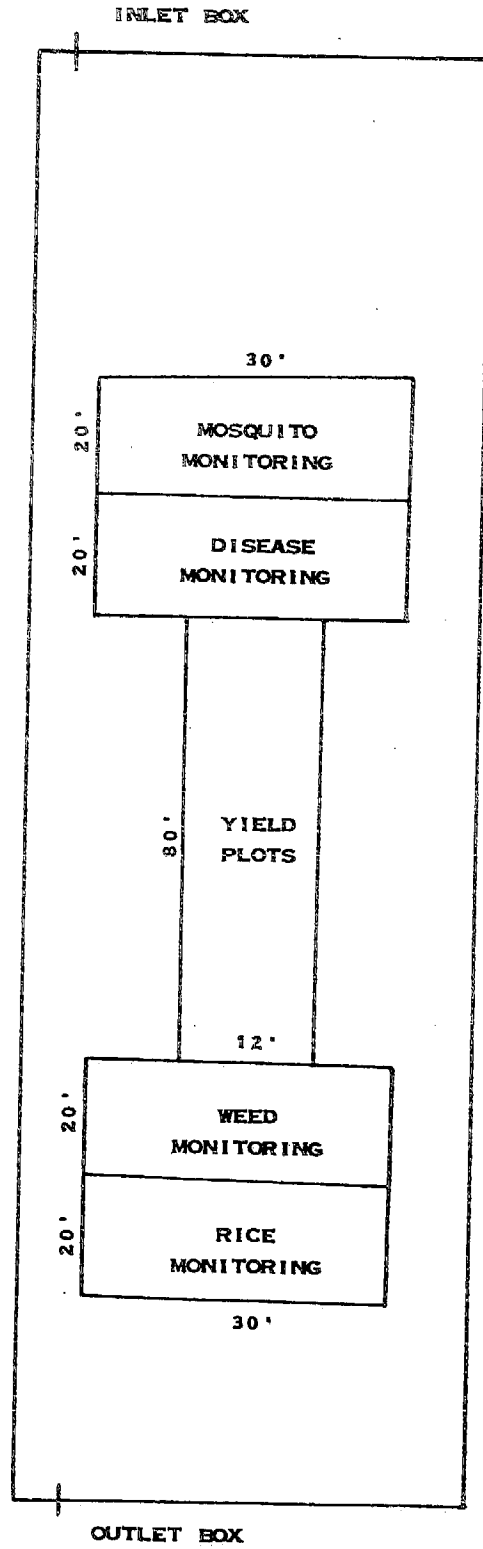 INLET BOX
30'
20'
MOSQUITO
MONITORING
20'
DISEASE
MONITORING
80'
YIELD
PLOTS
12'
20'
WEED
MONITORING
20'
RICE
MONITORING
30'
OUTLET BOX